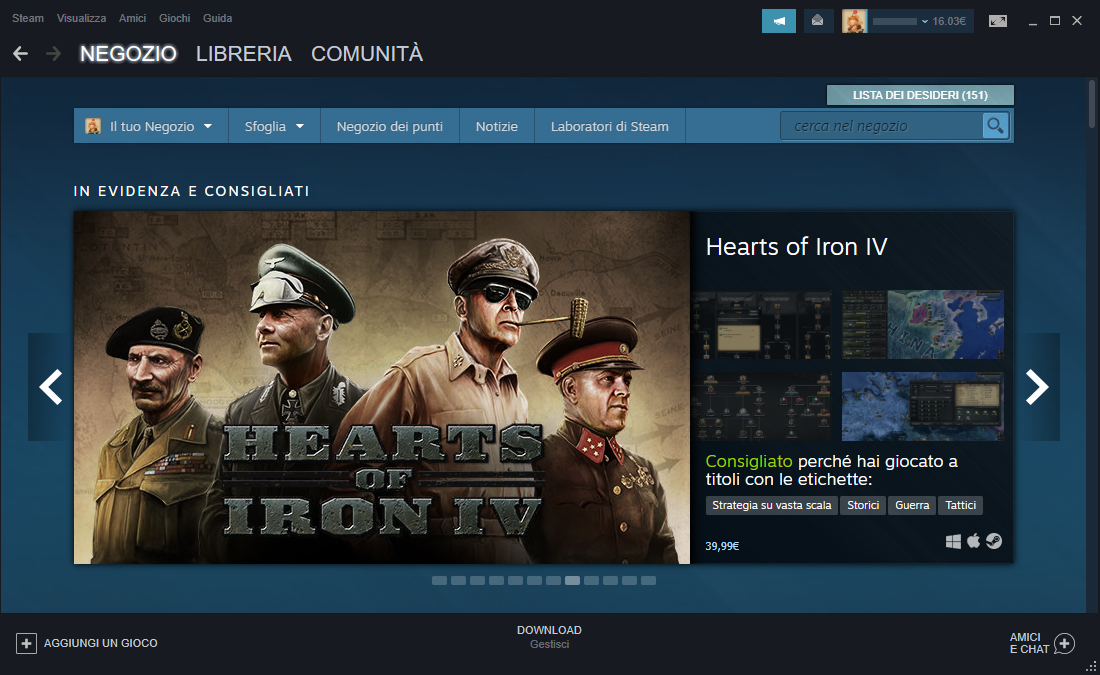 Steam Visualizza Amici Giochi Guida
16.03€
NEGOZIO LIBRERIA COMUNITÀ
LISTA DEI DESIDERI (151)
Il tuo Negozio Sfoglia Negozio dei punti Notizie Laboratori di Steam cerca nel negozio
IN EVIDENZA E CONSIGLIATI
HEARTS
OF
IRON IV
Hearts of Iron IV
Consigliato perché hai giocato a
titoli con le etichette:
Strategia su vasta scala Storici Guerra Tattici
39,99€
AGGIUNGI UN GIOCO
DOWNLOAD
Gestisci
AMICI
E CHAT